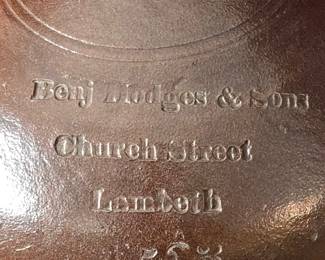 Benj Hodges & Sons
Church Street
Lambeth